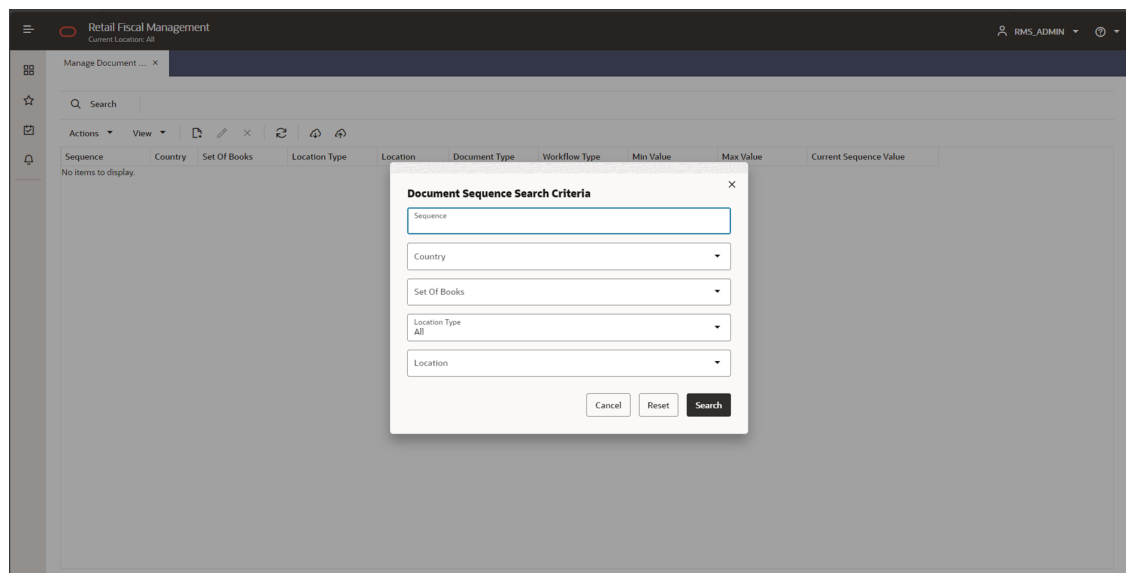 Retail Fiscal Management
Current Location: All
RMS_ADMIN
Manage Document ...
Search
Actions View
Sequence Country Set Of Books Location Type Location Document Type Workflow Type Min Value Max Value Current Sequence Value
No items to display.
Document Sequence Search Criteria
Sequence
Country
Set Of Books
Location Type
All
Location
Cancel Reset Search